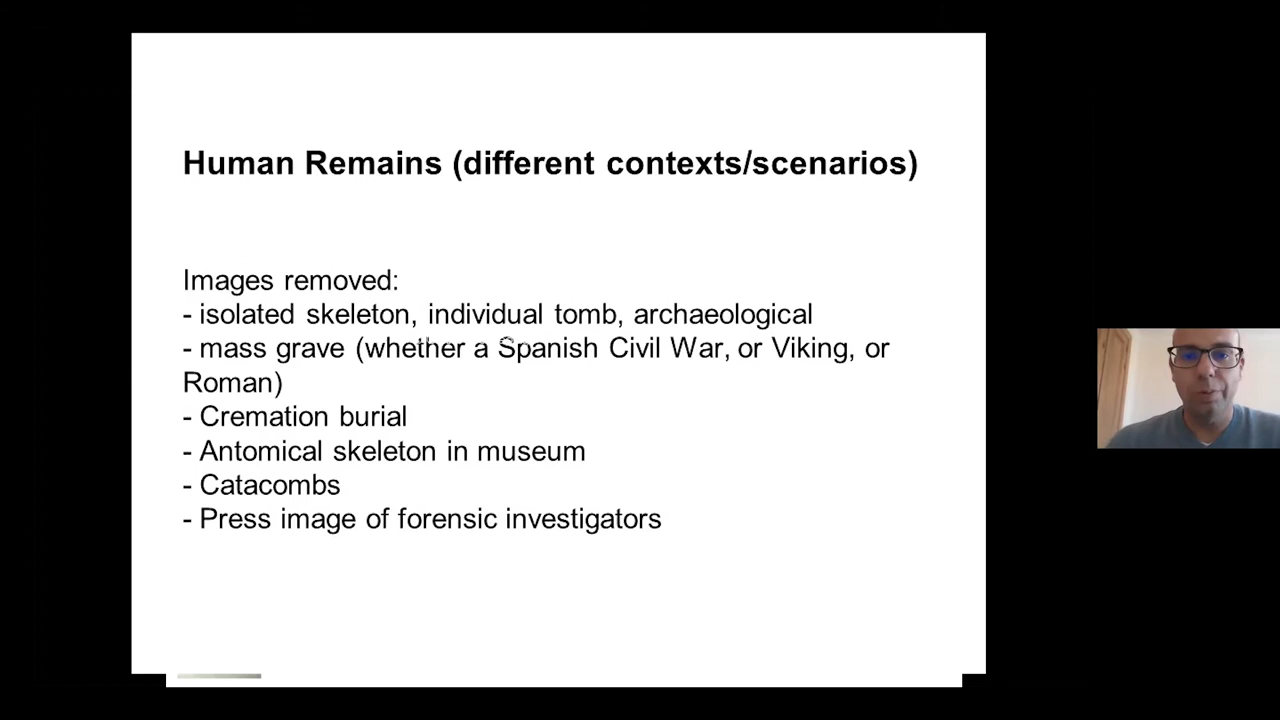 Human Remains (different contexts/scenarios)
Images removed:
- isolated skeleton, individual tomb, archaeological
- mass grave (whether a Spanish Civil War, or Viking, or
Roman)
- Cremation burial
- Antomical skeleton in museum
- Catacombs
- Press image of forensic investigators